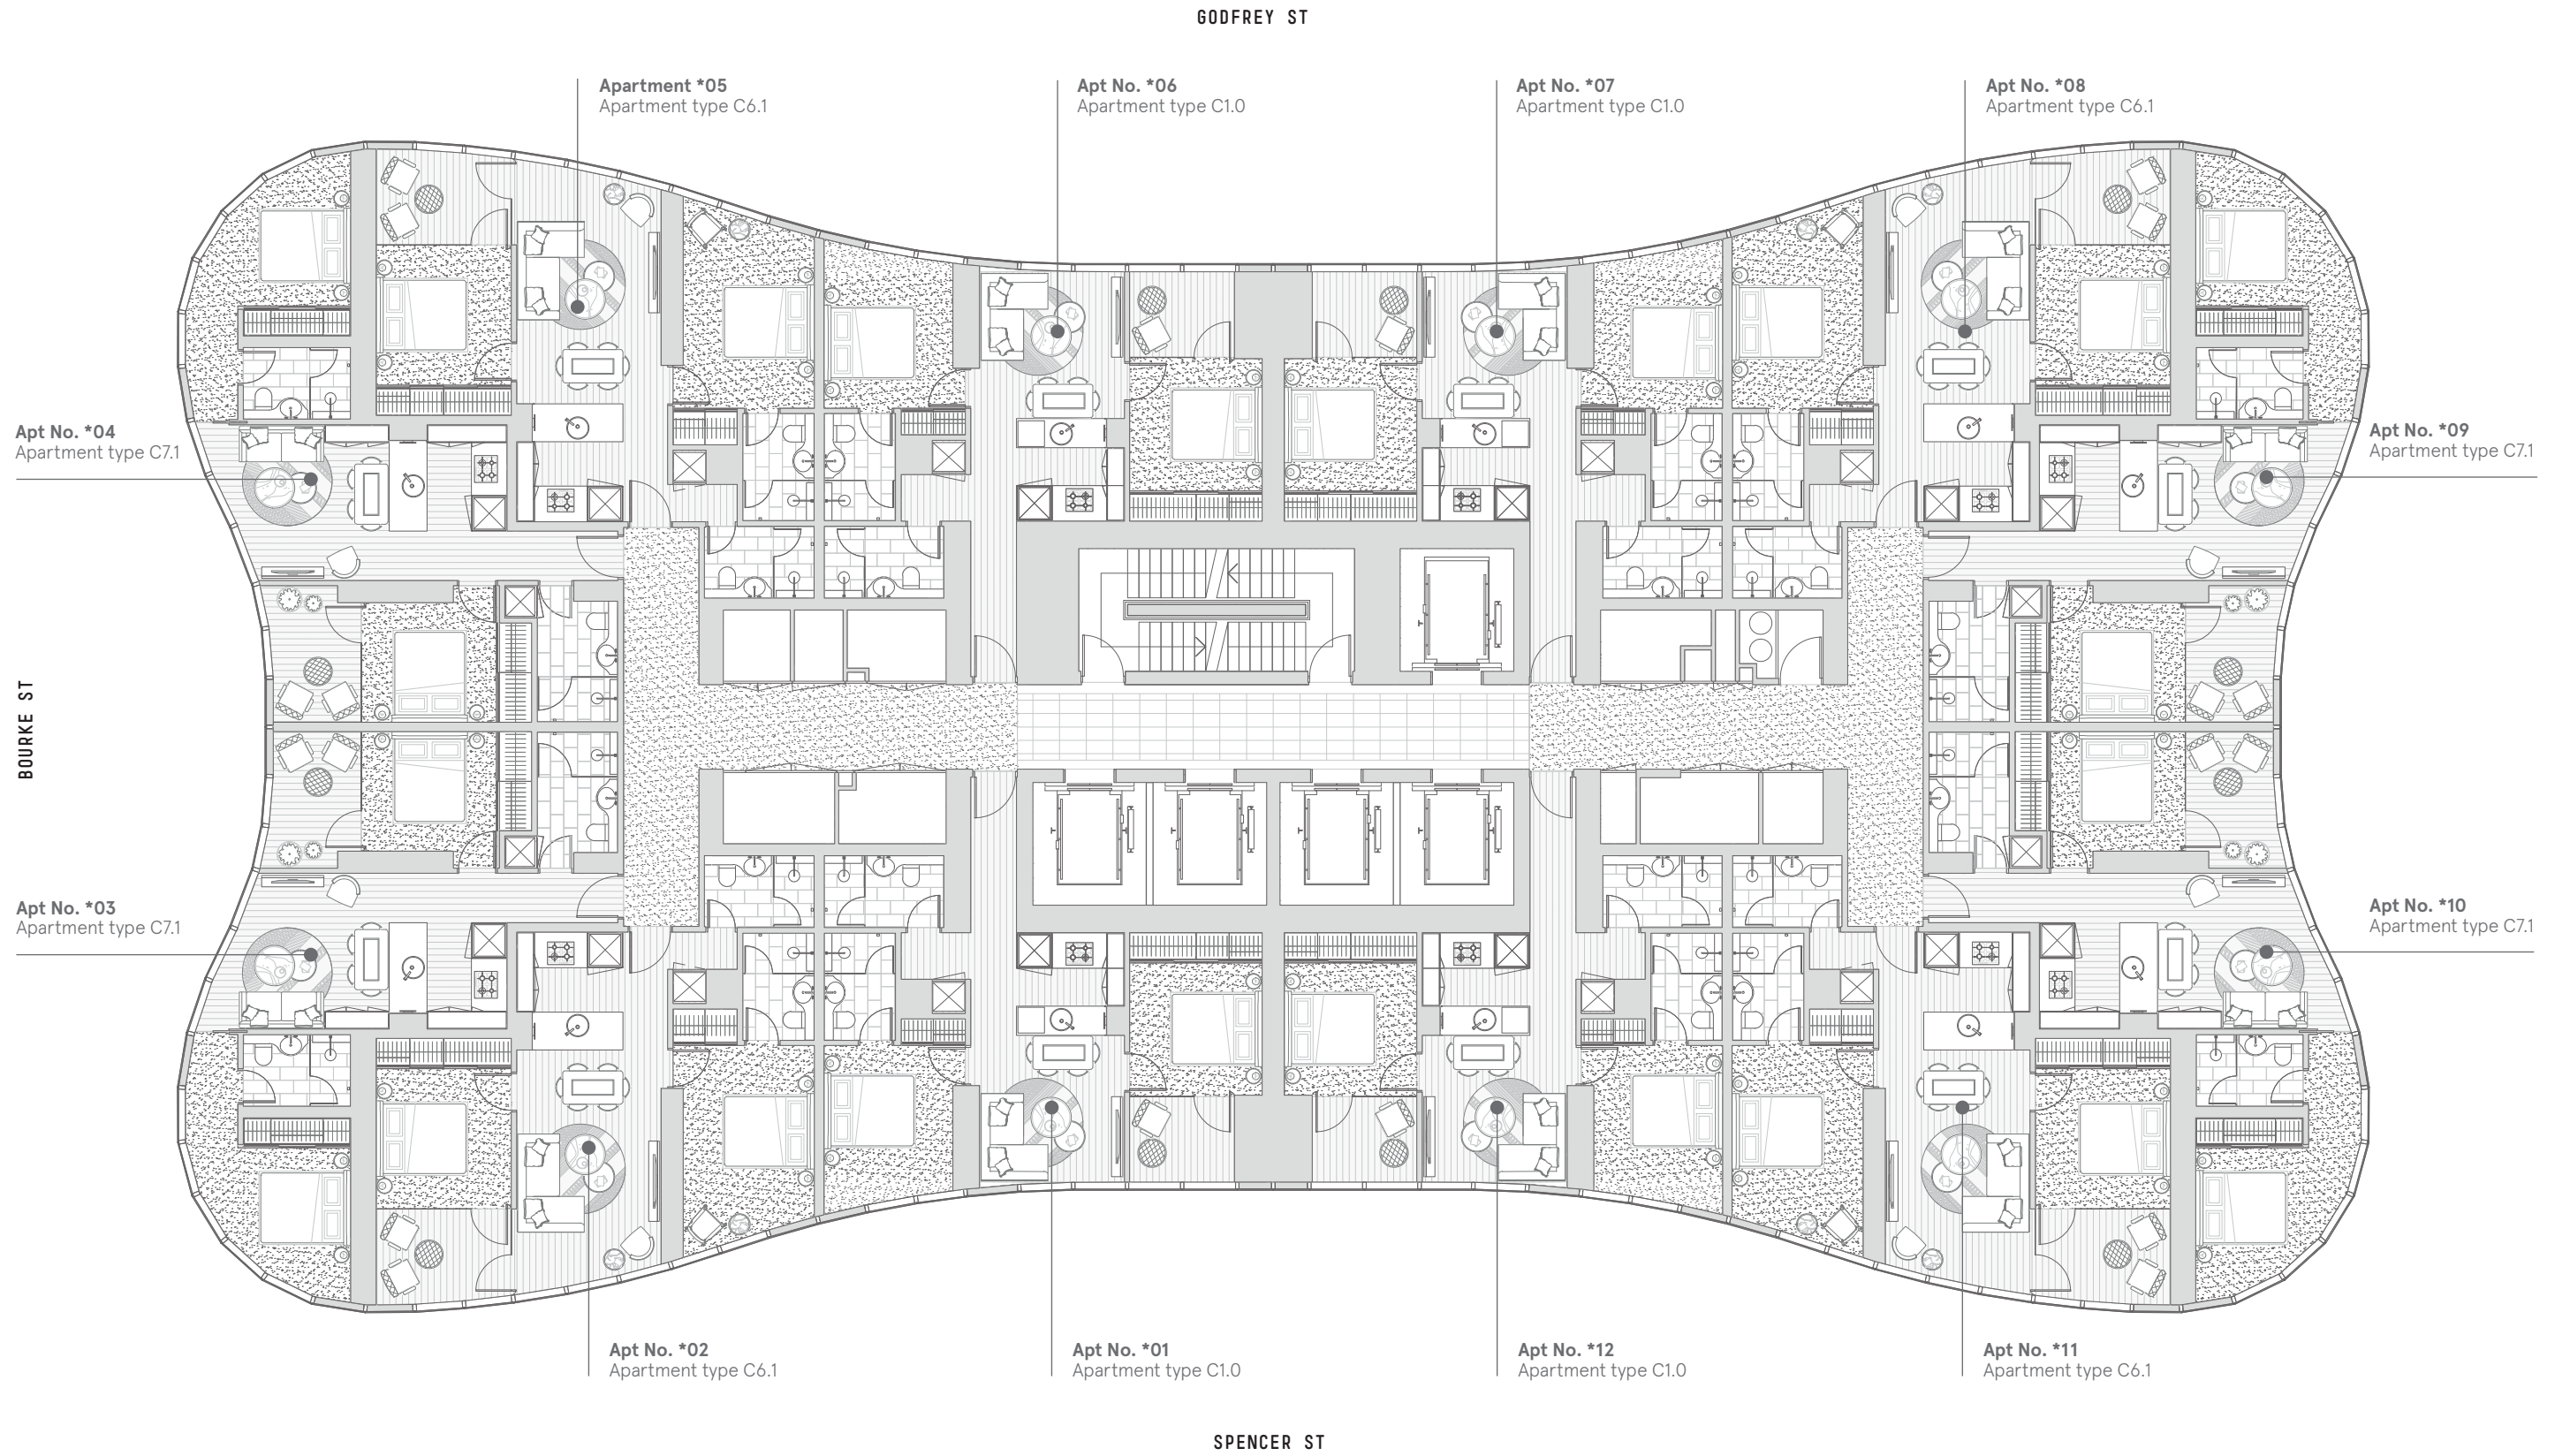 GODFREY ST
Apartment *05
Apartment type C6.1
Apt No. *06
Apartment type C1.0
Apt No. *07
Apartment type C1.0
Apt No. *08
Apartment type C6.1
Apt No. *04
Apartment type C7.1
Apt No. *09
Apartment type C7.1
BOURKE ST
Apt No. *03
Apartment type C7.1
Apt No. *10
Apartment type C7.1
Apt No. *02
Apartment type C6.1
Apt No. *01
Apartment type C1.0
Apt No. *12
Apartment type C1.0
Apt No. *11
Apartment type C6.1
SPENCER ST